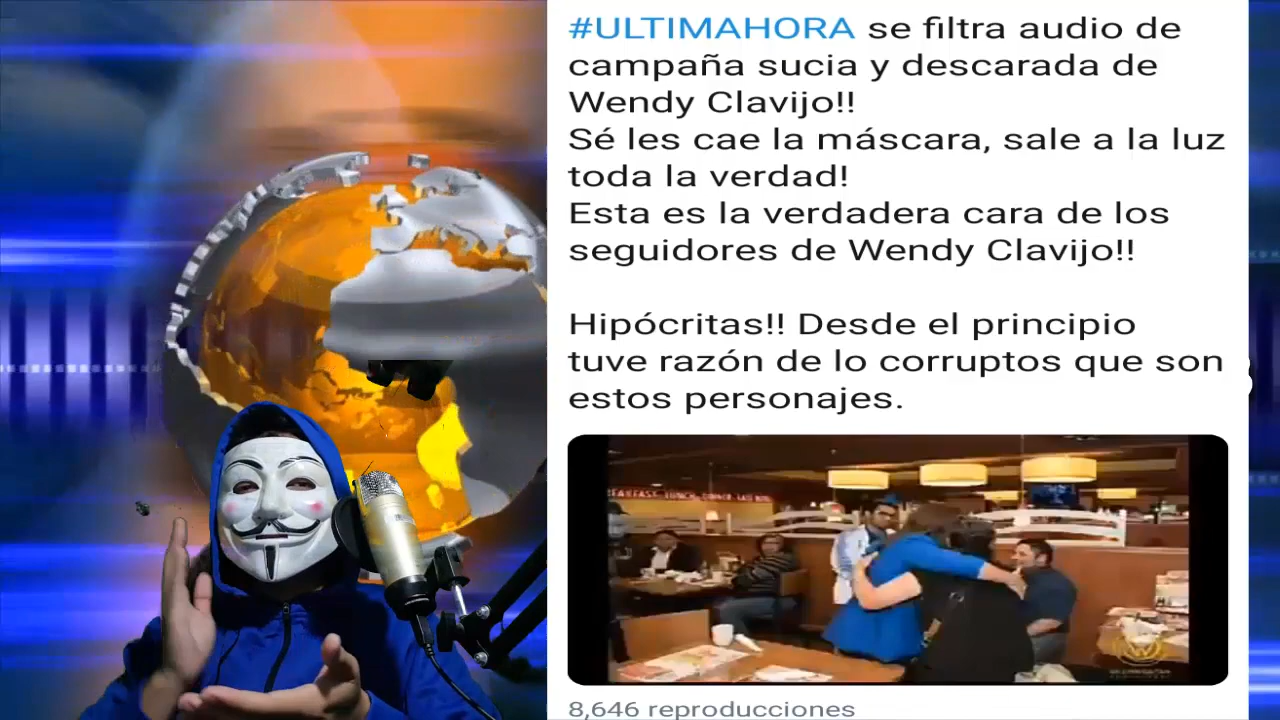 #ULTIMAHORA se filtra audio de
campaña sucia y descarada de
Wendy Clavijo!!
Sé les cae la máscara, sale a la luz
toda la verdad!
Esta es la verdadera cara de los
seguidores de Wendy Clavijo!!
Hipócritas!! Desde el principio
tuve razón de lo corruptos que son
estos personajes.
8,646 reproducciones